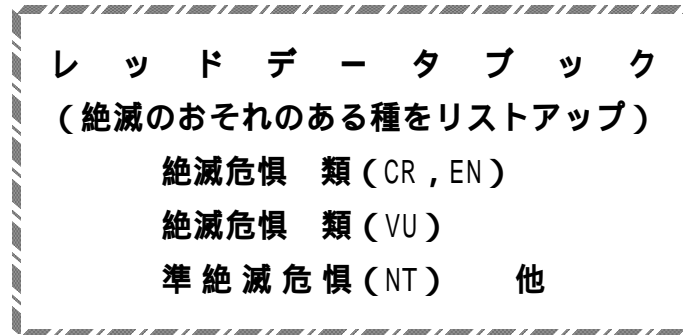 レッドデータブック
(絶滅のおそれのある種をリストアップ)
絶滅危惧 類(CR,EN)
絶滅危惧 類(VU)
準絶滅危惧(NT) 他